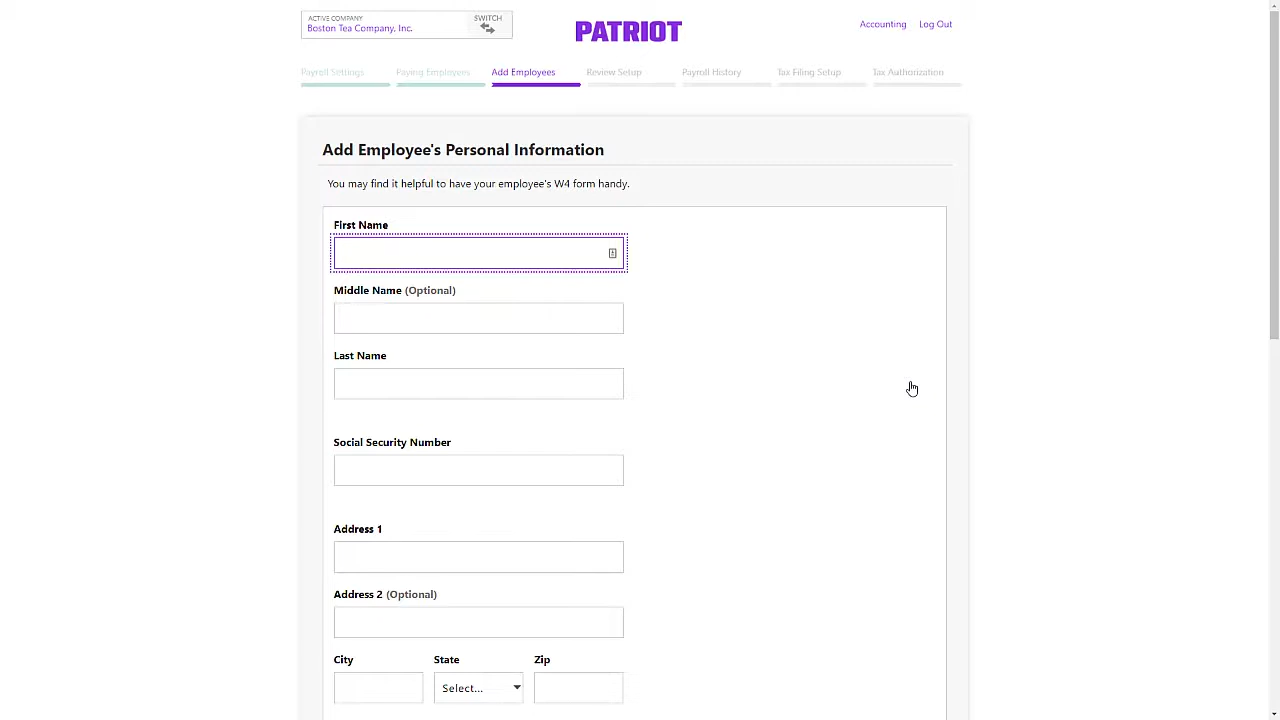 ACTIVE COMPANY
Boston Tea Company, Inc.
SWITCH
PATRIOT
Accounting Log Out
Payroll Settings Paying Employees Add Employees Review Setup Payroll History Tax Filing Setup Tax Authorization
Add Employee's Personal Information
You may find it helpful to have your employee's W4 form handy.
First Name
Middle Name (Optional)
Last Name
Social Security Number
Address 1
Address 2 (Optional)
City State Zip
Select...